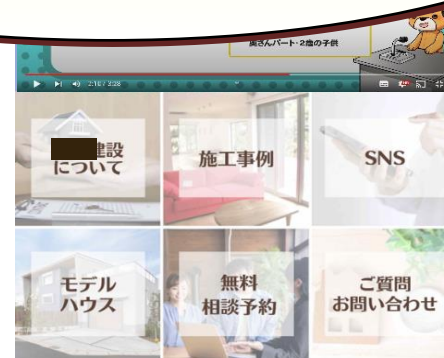 奥さんパート・2歳の子供
2:10 / 3:28
建設
について
施工事例
SNS
モデル
ハウス
無料
相談予約
ご質問
お問い合わせ